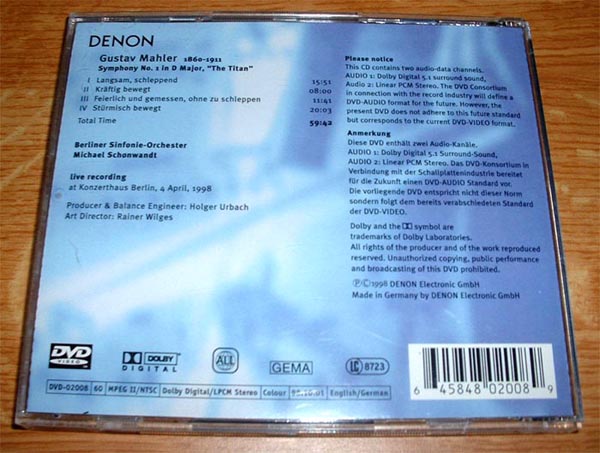 DENON
Gustav Mahler 1860-1911
Symphony No. 1 in D Major, "The Titan"
I Langsam, schleppend 15:51
II Kräftig bewegt 08:00
III Feierlich und gemessen, ohne zu schleppen 11:41
IV Stürmisch bewegt 20:03
Total Time 59:42
Berliner Sinfonie-Orchester
Michael Schønwandt
live recording
at Konzerthaus Berlin, 4 April, 1998
Producer & Balance Engineer: Holger Urbach
Art Director: Rainer Wilges
Please notice
This CD contains two audio-data channels.
AUDIO 1: Dolby Digital 5.1 surround sound,
Audio 2: Linear PCM Stereo. The DVD Consortium
in connection with the record industry will define a
DVD-AUDIO format for the future. However, the
present DVD does not adhere to this future standard
but corresponds to the current DVD-VIDEO format.
Anmerkung
Diese DVD enthält zwei Audio-Kanäle.
AUDIO 1: Dolby Digital 5.1 Surround-Sound,
AUDIO 2: Linear PCM Stereo. Das DVD-Konsortium in
Verbindung mit der Schallplattenindustrie bereitet
für die Zukunft einen DVD-AUDIO Standard vor.
Die vorliegende DVD entspricht nicht dieser Norm
sondern folgt dem bereits verabschiedeten Standard
der DVD-VIDEO.
Dolby and the symbol are
trademarks of Dolby Laboratories.
All rights of the producer and of the work reproduced
reserved. Unauthorized copying, public performance
and broadcasting of this DVD prohibited.
℗©1998 DENON Electronic GmbH
Made in Germany by DENON Electronic GmbH
DVD VIDEO
DOLBY DIGITAL
ALL
GEMA
LC 8723
DVD-02008 60 MPEG II/NTSC Dolby Digital/LPCM Stereo Colour English/German
6 45848 02008 9